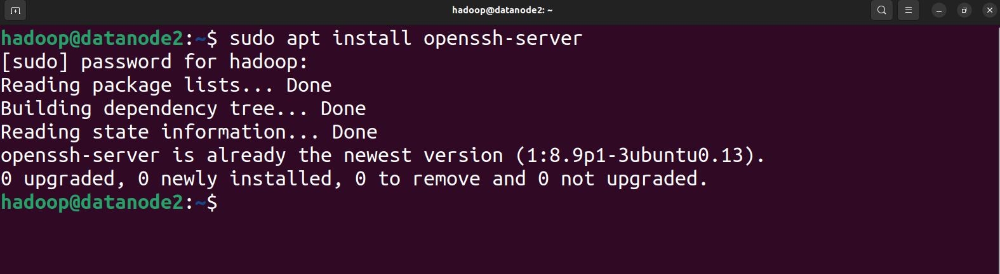 hadoop@datanode2: ~
hadoop@datanode2:~$ sudo apt install openssh-server
[sudo] password for hadoop:
Reading package lists... Done
Building dependency tree... Done
Reading state information... Done
openssh-server is already the newest version (1:8.9p1-3ubuntu0.13).
0 upgraded, 0 newly installed, 0 to remove and 0 not upgraded.
hadoop@datanode2:~$